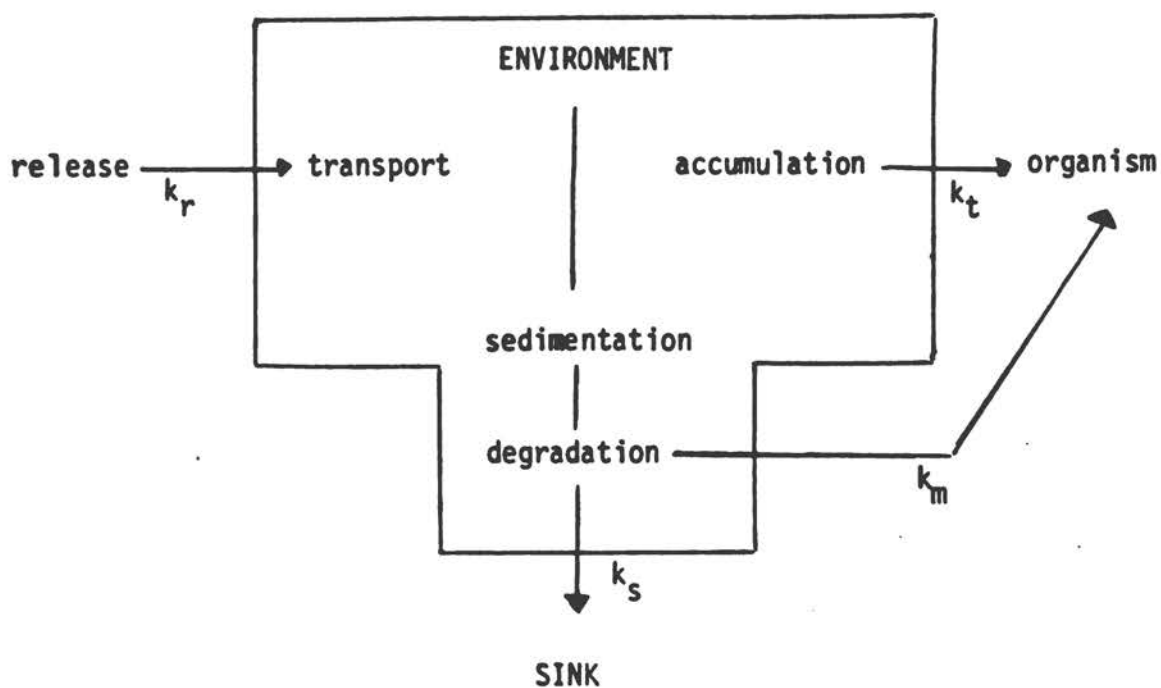 ENVIRONMENT
release
transport
accumulation
organism
k_r
k_t
sedimentation
degradation
k_m
k_s
SINK